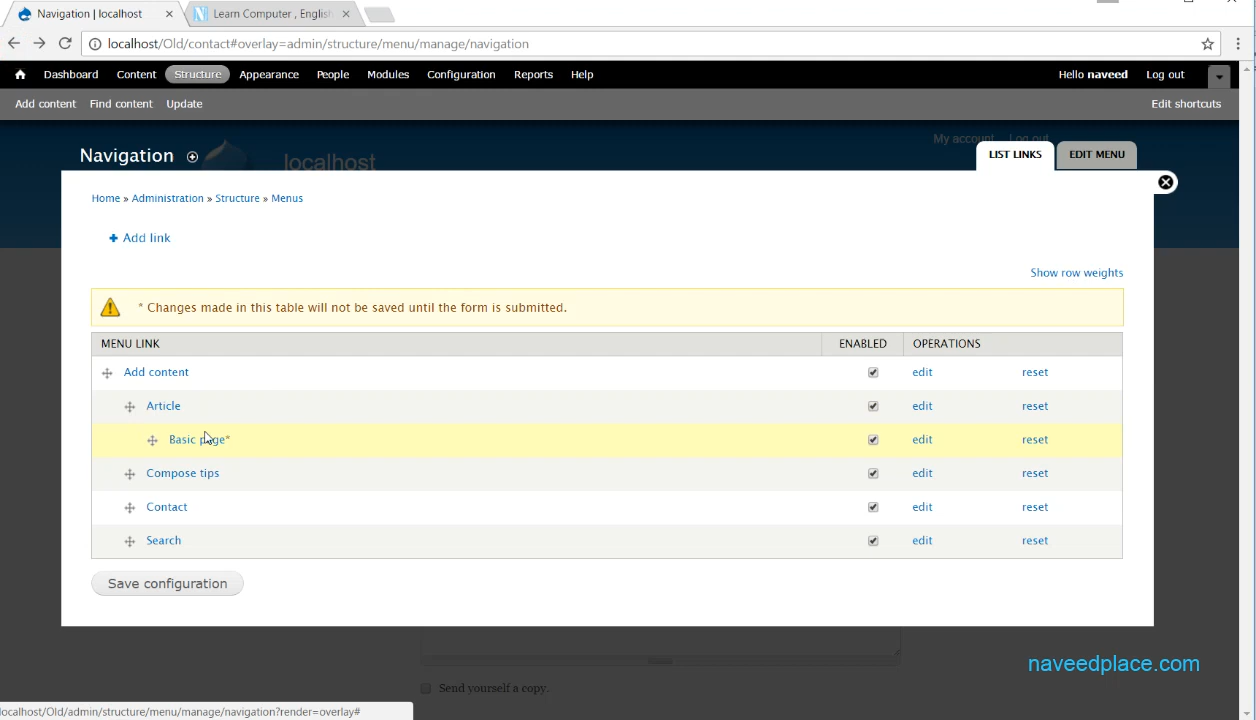 Navigation | localhost
Learn Computer , English
localhost/Old/contact#overlay=admin/structure/menu/manage/navigation
Dashboard Content Structure Appearance People Modules Configuration Reports Help Hello naveed Log out
Add content Find content Update Edit shortcuts
My account Log out
Navigation localhost LIST LINKS EDIT MENU
Home » Administration » Structure » Menus
Add link
Show row weights
* Changes made in this table will not be saved until the form is submitted.
MENU LINK ENABLED OPERATIONS
Add content edit reset
Article edit reset
Basic page* edit reset
Compose tips edit reset
Contact edit reset
Search edit reset
Save configuration
naveedplace.com
Send yourself a copy.
localhost/Old/admin/structure/menu/manage/navigation?render=overlay#